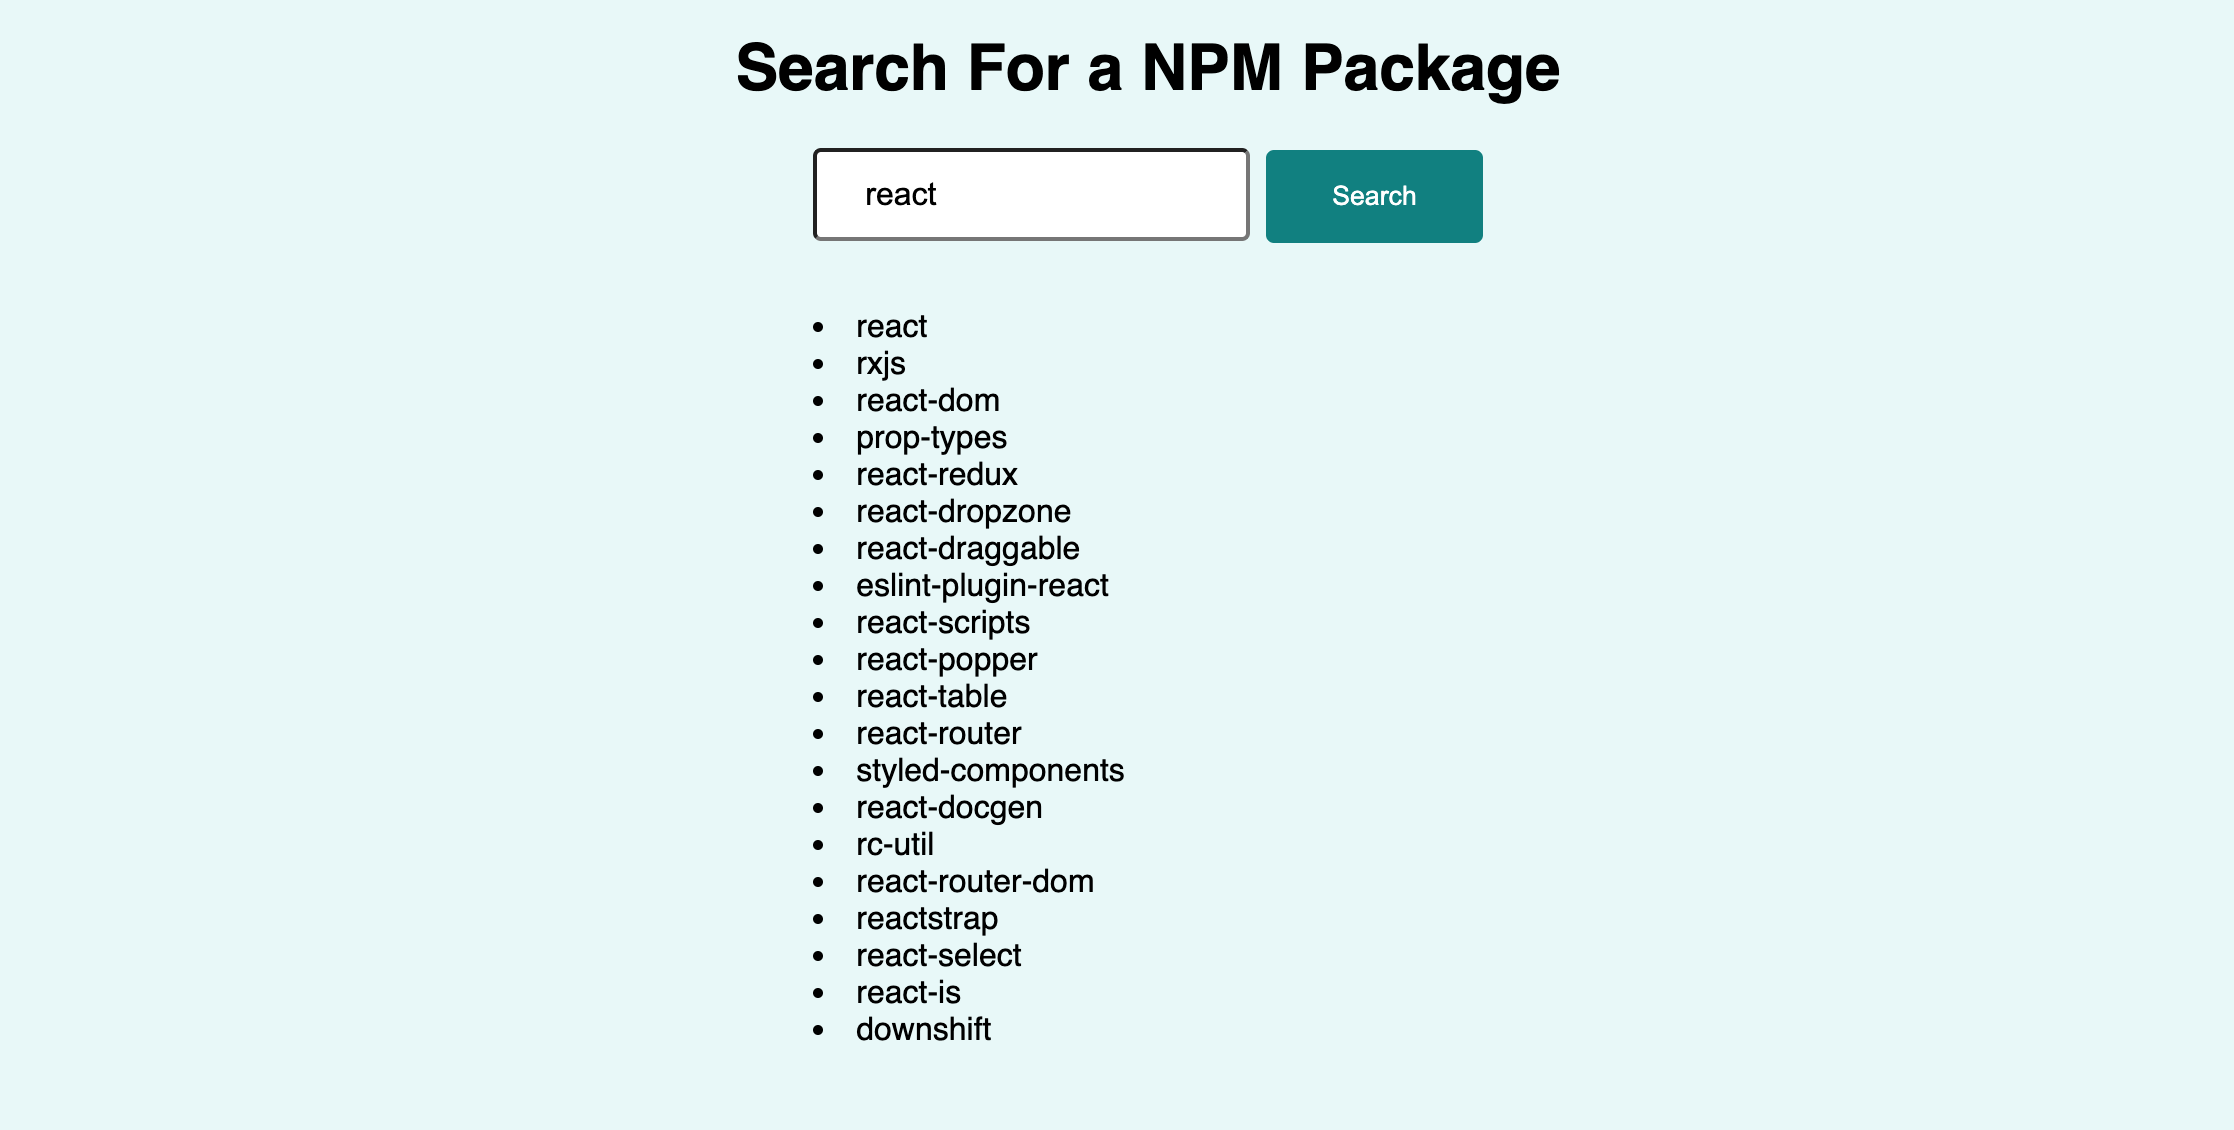 Search For a NPM Package
react
Search
react
rxjs
react-dom
prop-types
react-redux
react-dropzone
react-draggable
eslint-plugin-react
react-scripts
react-popper
react-table
react-router
styled-components
react-docgen
rc-util
react-router-dom
reactstrap
react-select
react-is
downshift